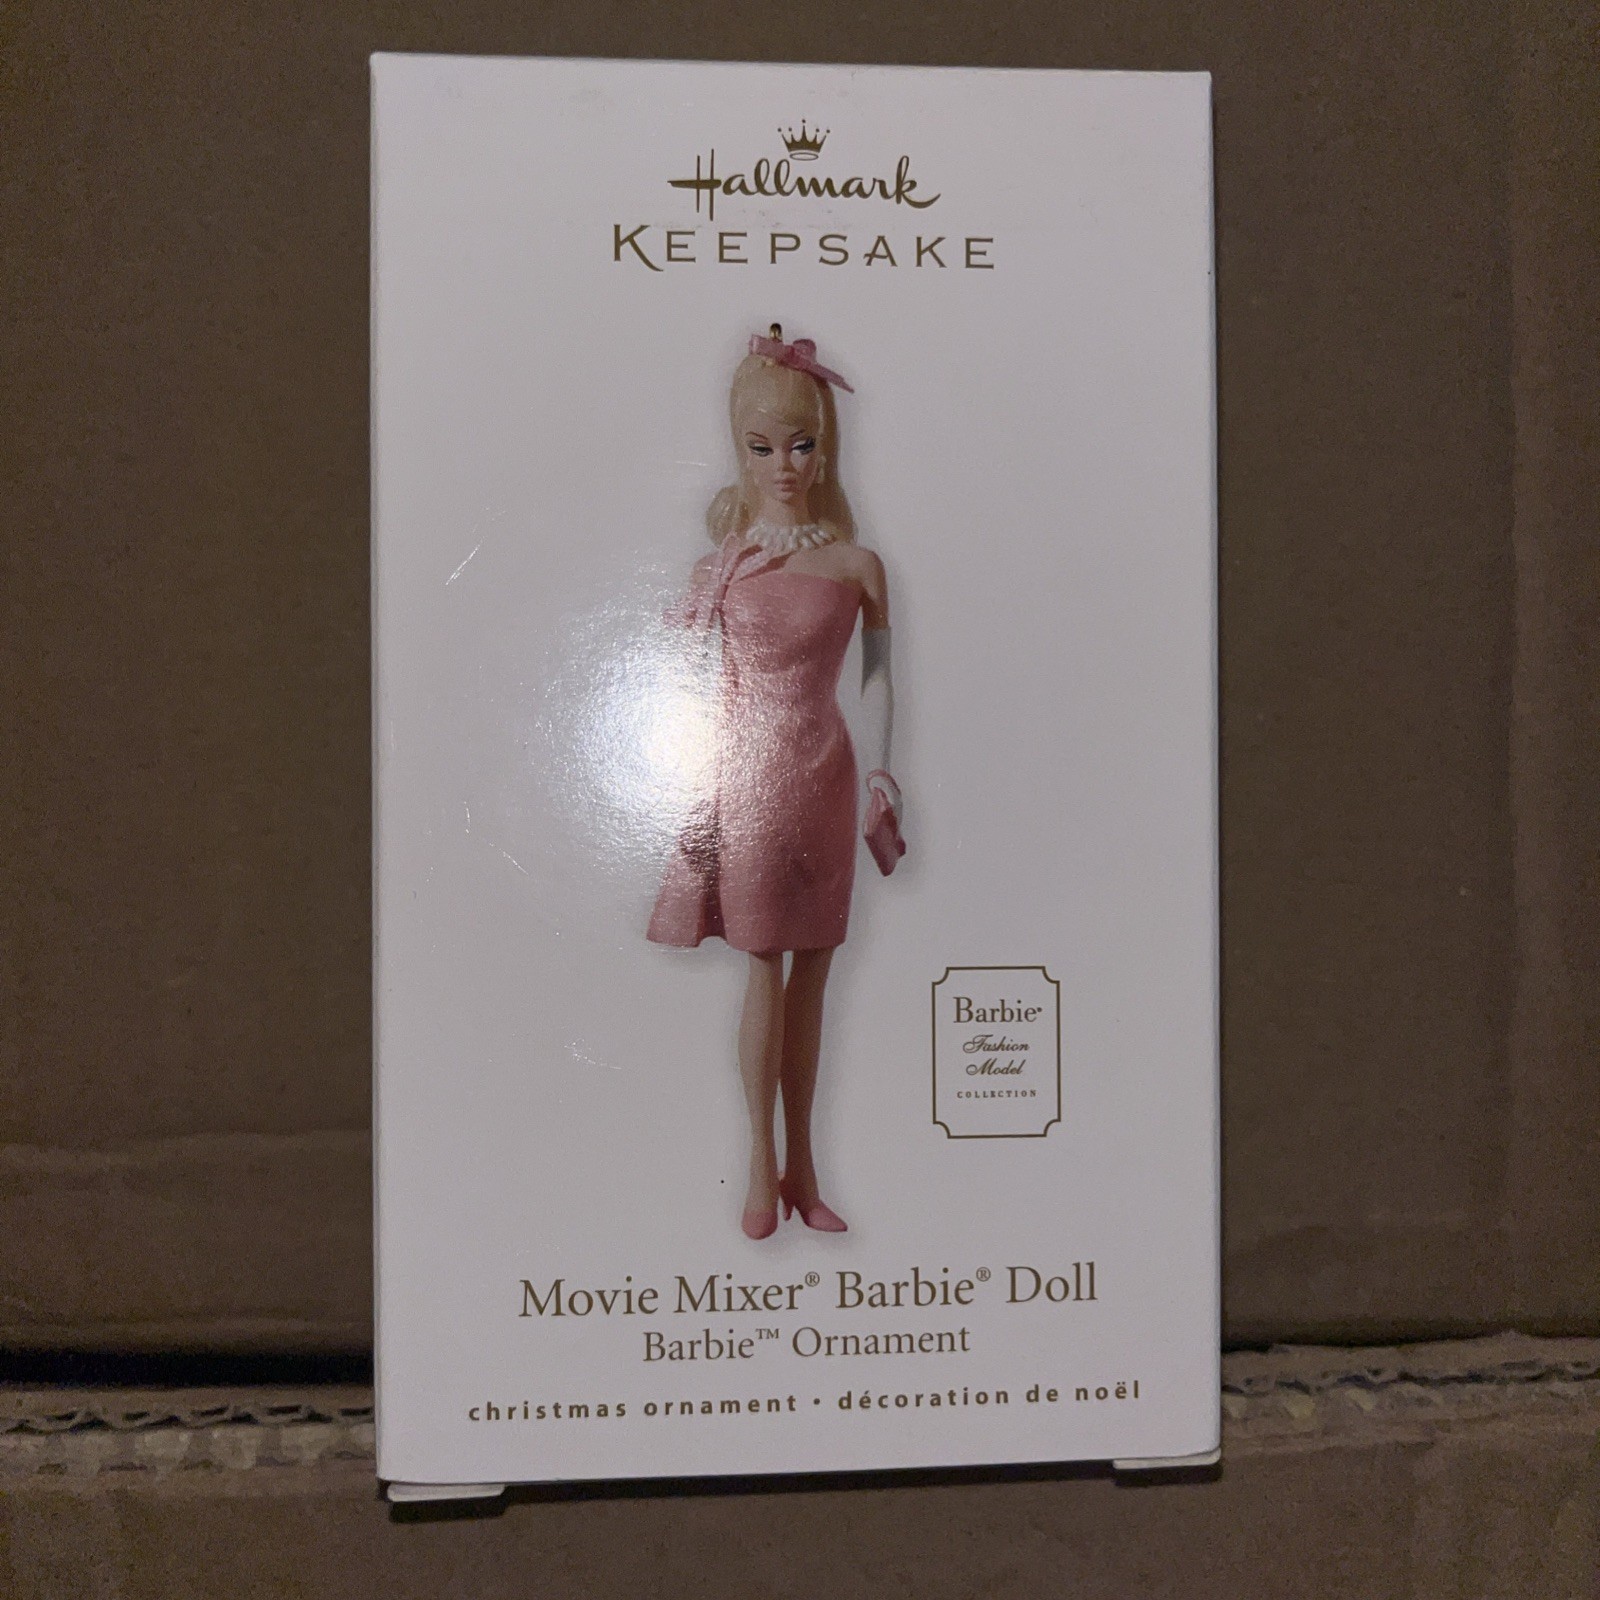 Hallmark
KEEPSAKE
Barbie®
Fashion
Model
COLLECTION
Movie Mixer® Barbie® Doll
Barbie™ Ornament
christmas ornament • décoration de noël